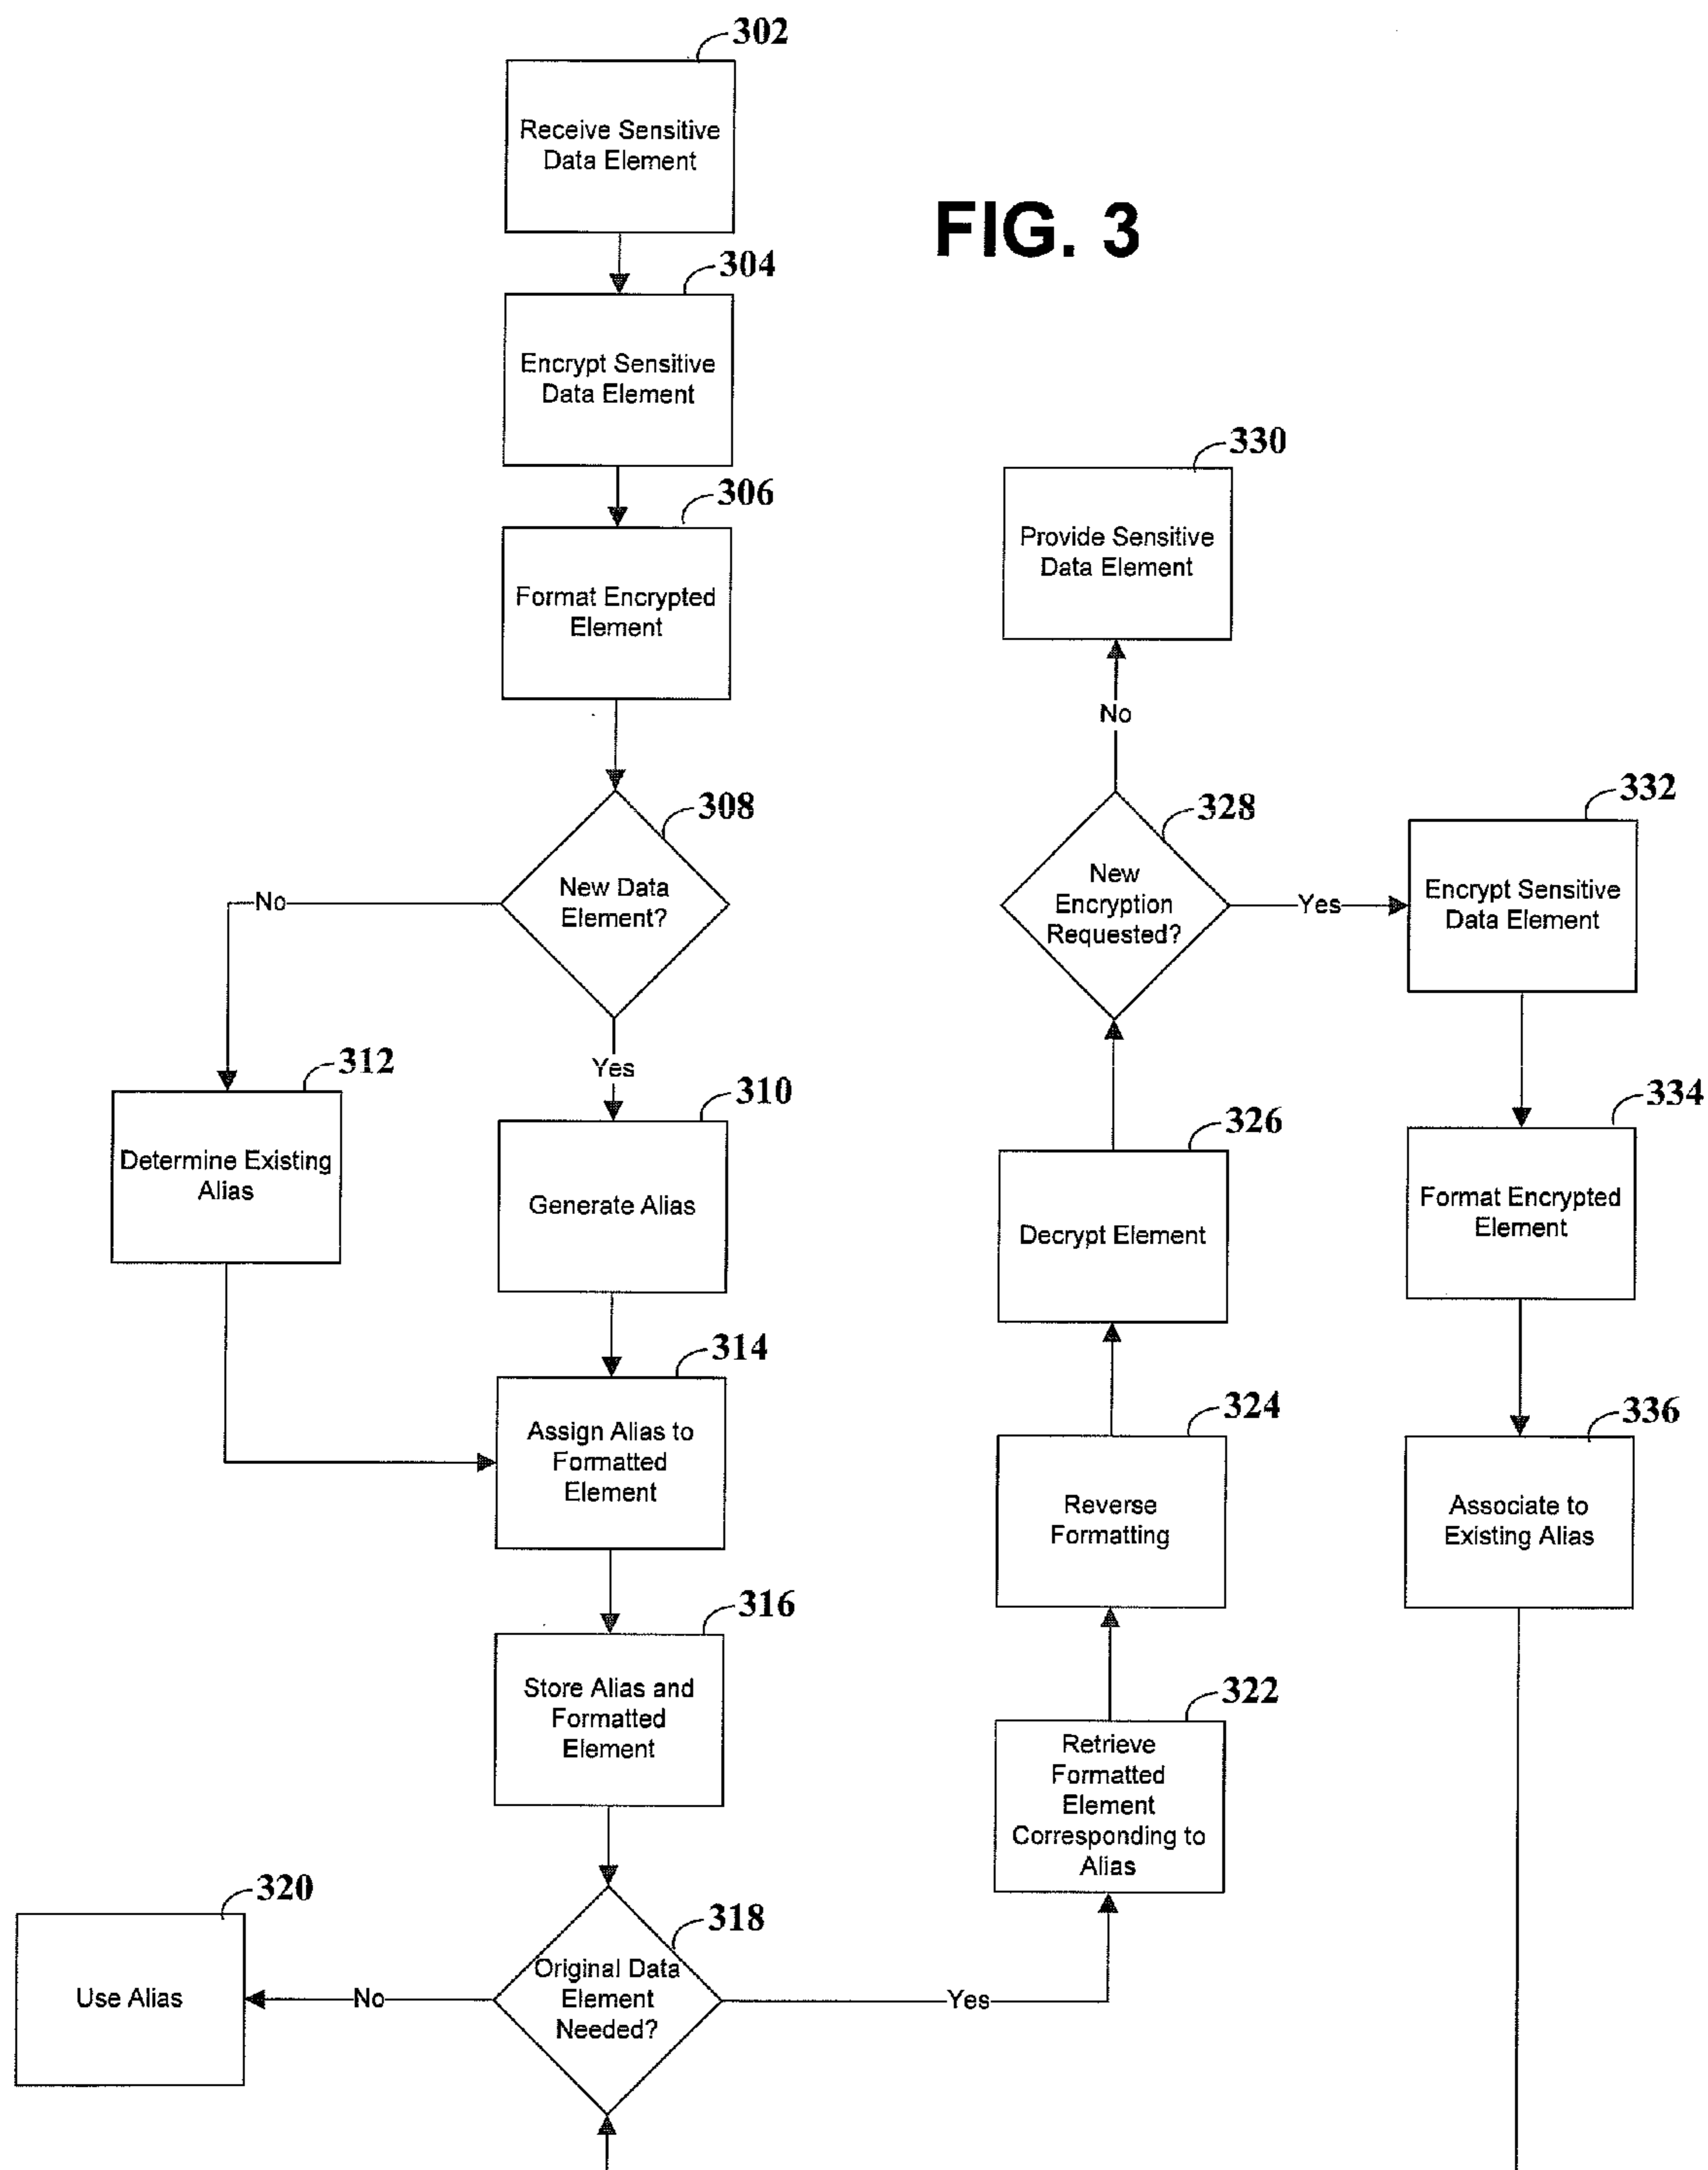 302
Receive Sensitive
Data Element
FIG. 3
304
Encrypt Sensitive
Data Element
306
Format Encrypted
Element
308
New Data
Element?
No
Yes
312
Determine Existing
Alias
310
Generate Alias
314
Assign Alias to
Formatted
Element
316
Store Alias and
Formatted
Element
318
Original Data
Element
Needed?
No
320
Use Alias
Yes
322
Retrieve
Formatted
Element
Corresponding to
Alias
324
Reverse
Formatting
326
Decrypt Element
328
New
Encryption
Requested?
No
330
Provide Sensitive
Data Element
Yes
332
Encrypt Sensitive
Data Element
334
Format Encrypted
Element
336
Associate to
Existing Alias